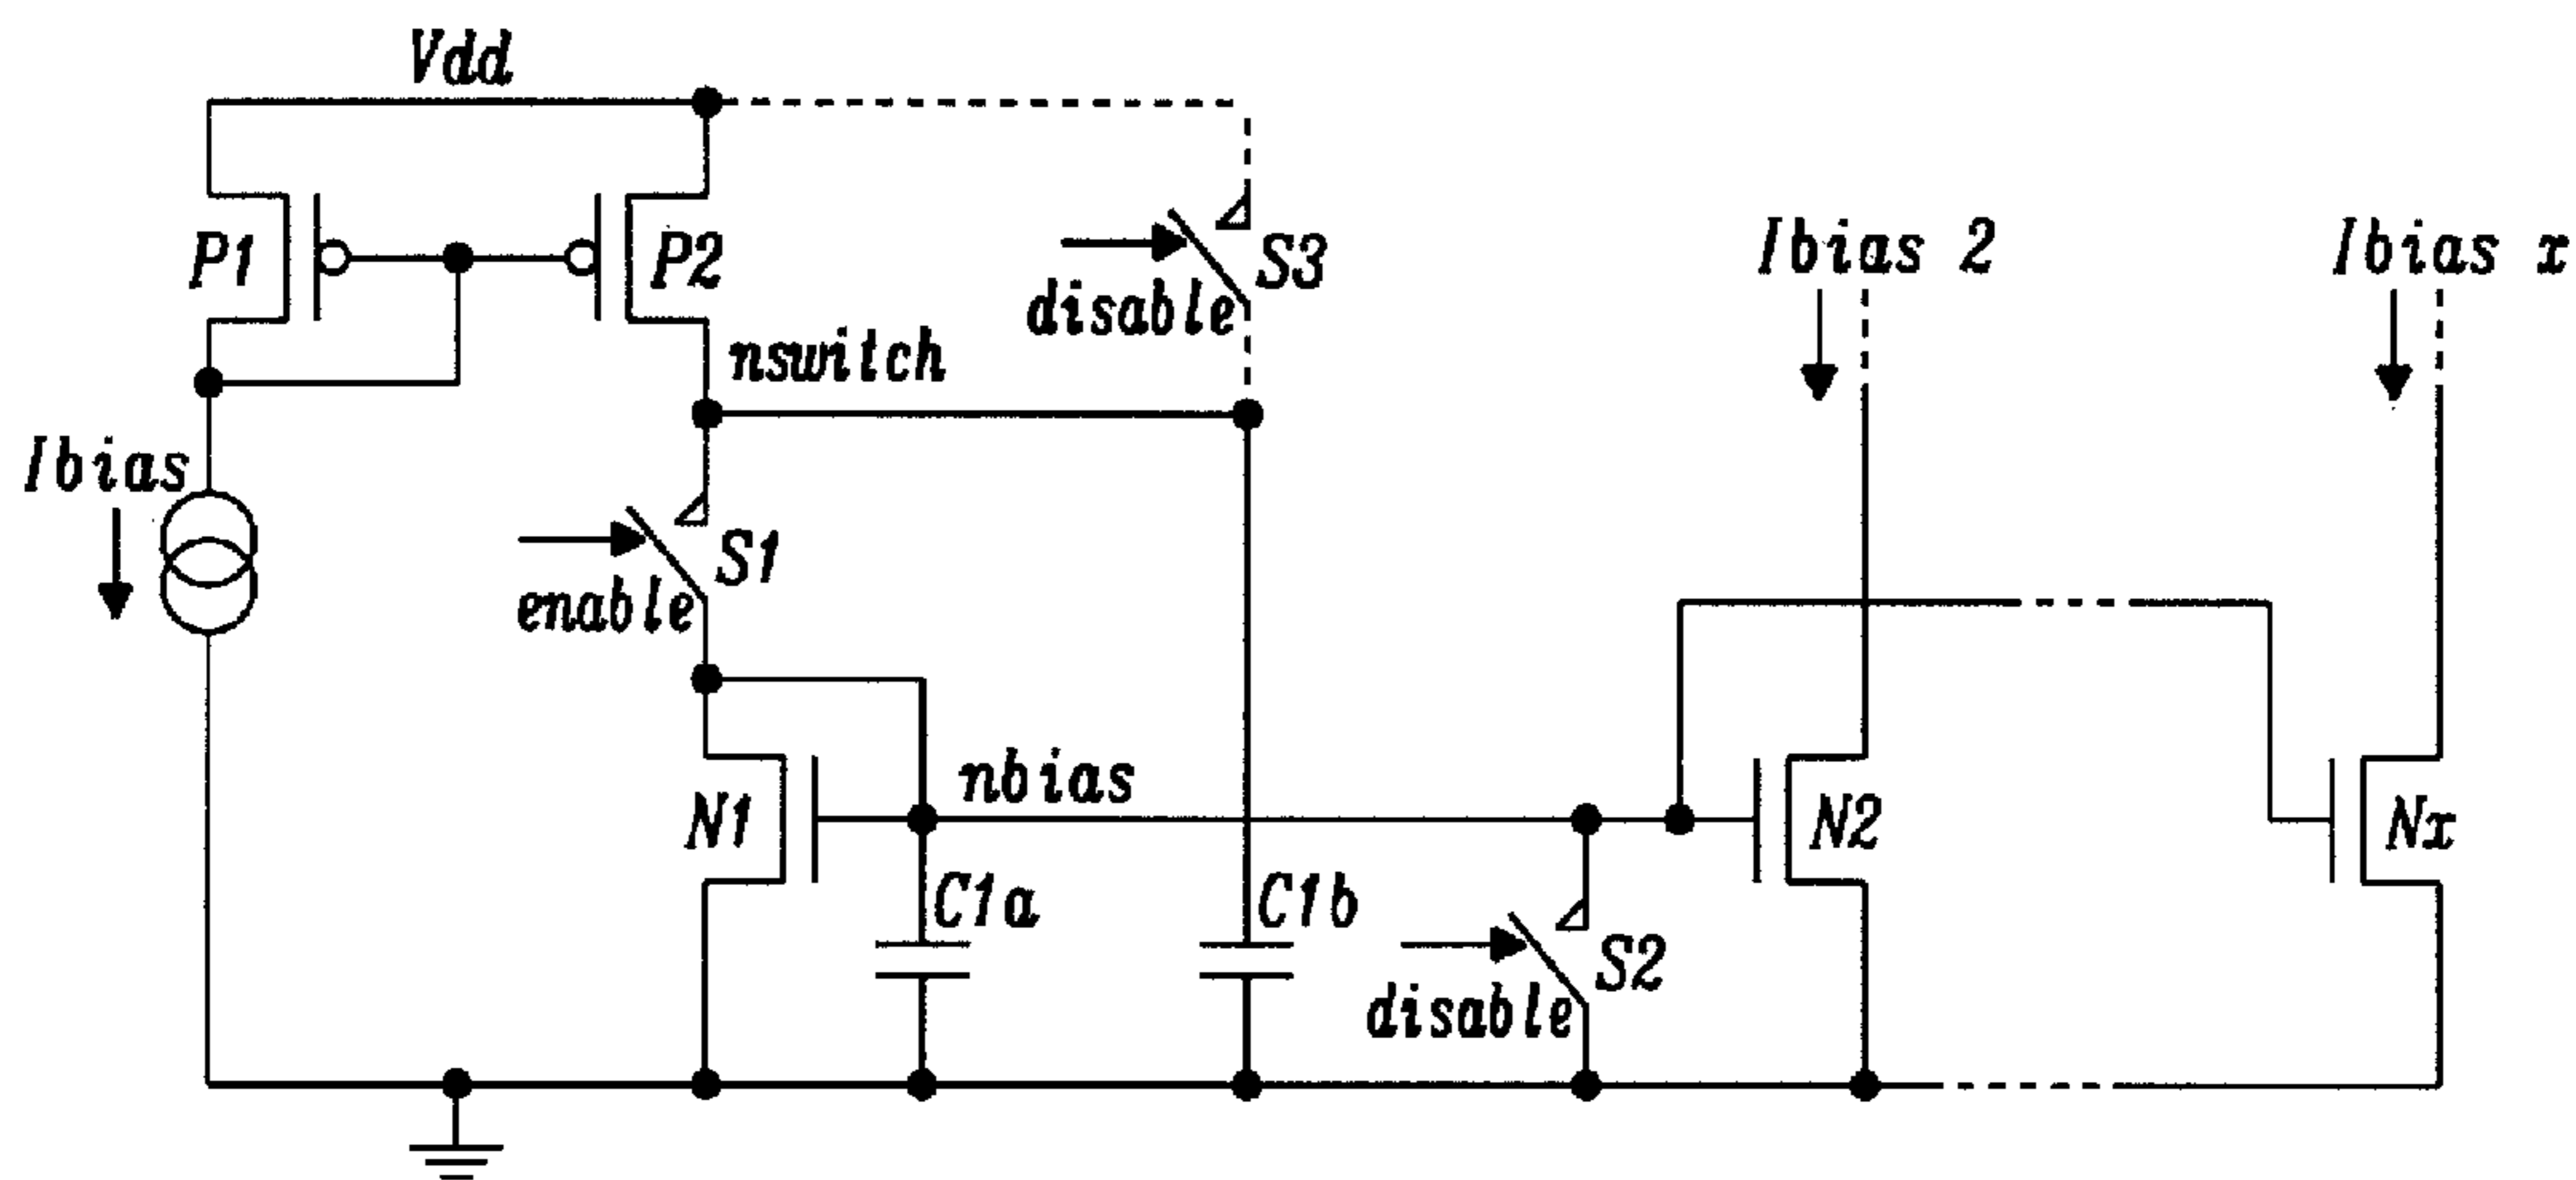 Vdd
P1
P2
S3
disable
Ibias 2
Ibias x
nswitch
Ibias
S1
enable
nbias
N1
N2
Nx
C1a
C1b
S2
disable